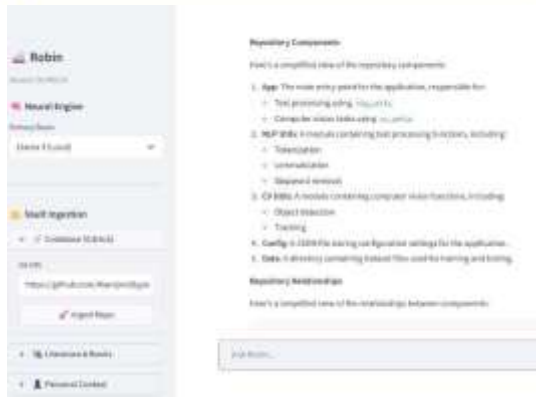 Robin
Neural Engine
Primary Brain
Vault Ingestion
Codebase (GitHub)
Git URL
Ingest Repo
Literature & Books
Personal Context
Repository Components
Here's a simplified view of the repository components:
1. App: The main entry point for the application, responsible for:
Text processing using
Computer vision tasks using
2. NLP Utils: A module containing text processing functions, including:
Tokenization
Lemmatization
Stopword removal
3. CV Utils: A module containing computer vision functions, including:
Object detection
Tracking
4. Config: A JSON file storing configuration settings for the application.
5. Data: A directory containing dataset files used for training and testing.
Repository Relationships
Here's a simplified view of the relationships between components: